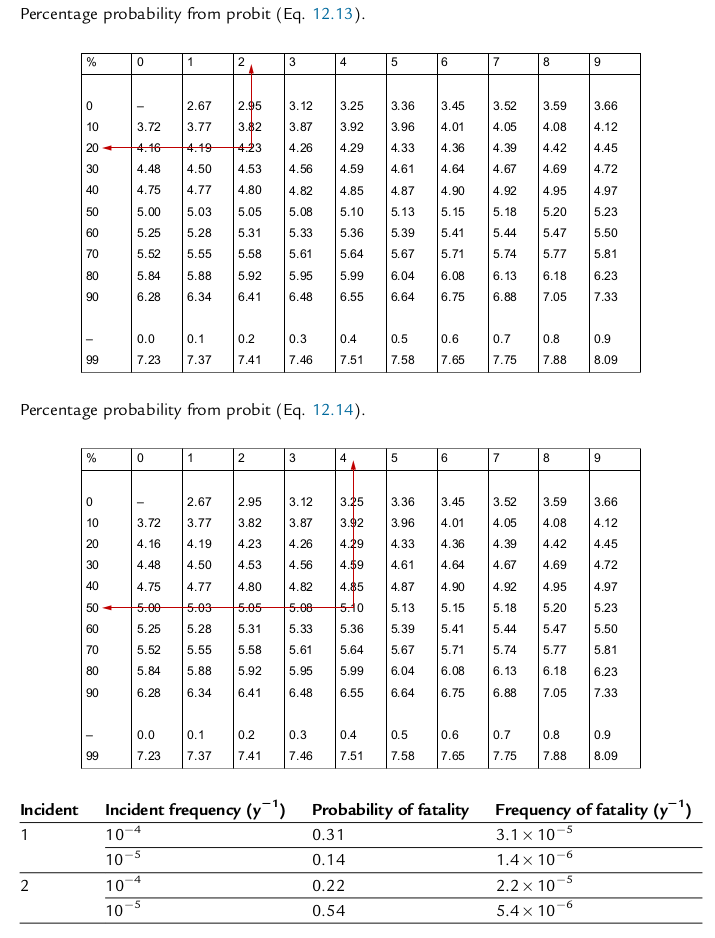 Percentage probability from probit (Eq. 12.13).
% 0 1 2 3 4 5 6 7 8 9
0 – 2.67 2.95 3.12 3.25 3.36 3.45 3.52 3.59 3.66
10 3.72 3.77 3.82 3.87 3.92 3.96 4.01 4.05 4.08 4.12
20 4.16 4.19 4.23 4.26 4.29 4.33 4.36 4.39 4.42 4.45
30 4.48 4.50 4.53 4.56 4.59 4.61 4.64 4.67 4.69 4.72
40 4.75 4.77 4.80 4.82 4.85 4.87 4.90 4.92 4.95 4.97
50 5.00 5.03 5.05 5.08 5.10 5.13 5.15 5.18 5.20 5.23
60 5.25 5.28 5.31 5.33 5.36 5.39 5.41 5.44 5.47 5.50
70 5.52 5.55 5.58 5.61 5.64 5.67 5.71 5.74 5.77 5.81
80 5.84 5.88 5.92 5.95 5.99 6.04 6.08 6.13 6.18 6.23
90 6.28 6.34 6.41 6.48 6.55 6.64 6.75 6.88 7.05 7.33
– 0.0 0.1 0.2 0.3 0.4 0.5 0.6 0.7 0.8 0.9
99 7.23 7.37 7.41 7.46 7.51 7.58 7.65 7.75 7.88 8.09
Percentage probability from probit (Eq. 12.14).
% 0 1 2 3 4 5 6 7 8 9
0 – 2.67 2.95 3.12 3.25 3.36 3.45 3.52 3.59 3.66
10 3.72 3.77 3.82 3.87 3.92 3.96 4.01 4.05 4.08 4.12
20 4.16 4.19 4.23 4.26 4.29 4.33 4.36 4.39 4.42 4.45
30 4.48 4.50 4.53 4.56 4.59 4.61 4.64 4.67 4.69 4.72
40 4.75 4.77 4.80 4.82 4.85 4.87 4.90 4.92 4.95 4.97
50 5.00 5.03 5.05 5.08 5.10 5.13 5.15 5.18 5.20 5.23
60 5.25 5.28 5.31 5.33 5.36 5.39 5.41 5.44 5.47 5.50
70 5.52 5.55 5.58 5.61 5.64 5.67 5.71 5.74 5.77 5.81
80 5.84 5.88 5.92 5.95 5.99 6.04 6.08 6.13 6.18 6.23
90 6.28 6.34 6.41 6.48 6.55 6.64 6.75 6.88 7.05 7.33
– 0.0 0.1 0.2 0.3 0.4 0.5 0.6 0.7 0.8 0.9
99 7.23 7.37 7.41 7.46 7.51 7.58 7.65 7.75 7.88 8.09
Incident Incident frequency (y⁻¹) Probability of fatality Frequency of fatality (y⁻¹)
1 10⁻⁴ 0.31 3.1 × 10⁻⁵
10⁻⁵ 0.14 1.4 × 10⁻⁶
2 10⁻⁴ 0.22 2.2 × 10⁻⁵
10⁻⁵ 0.54 5.4 × 10⁻⁶